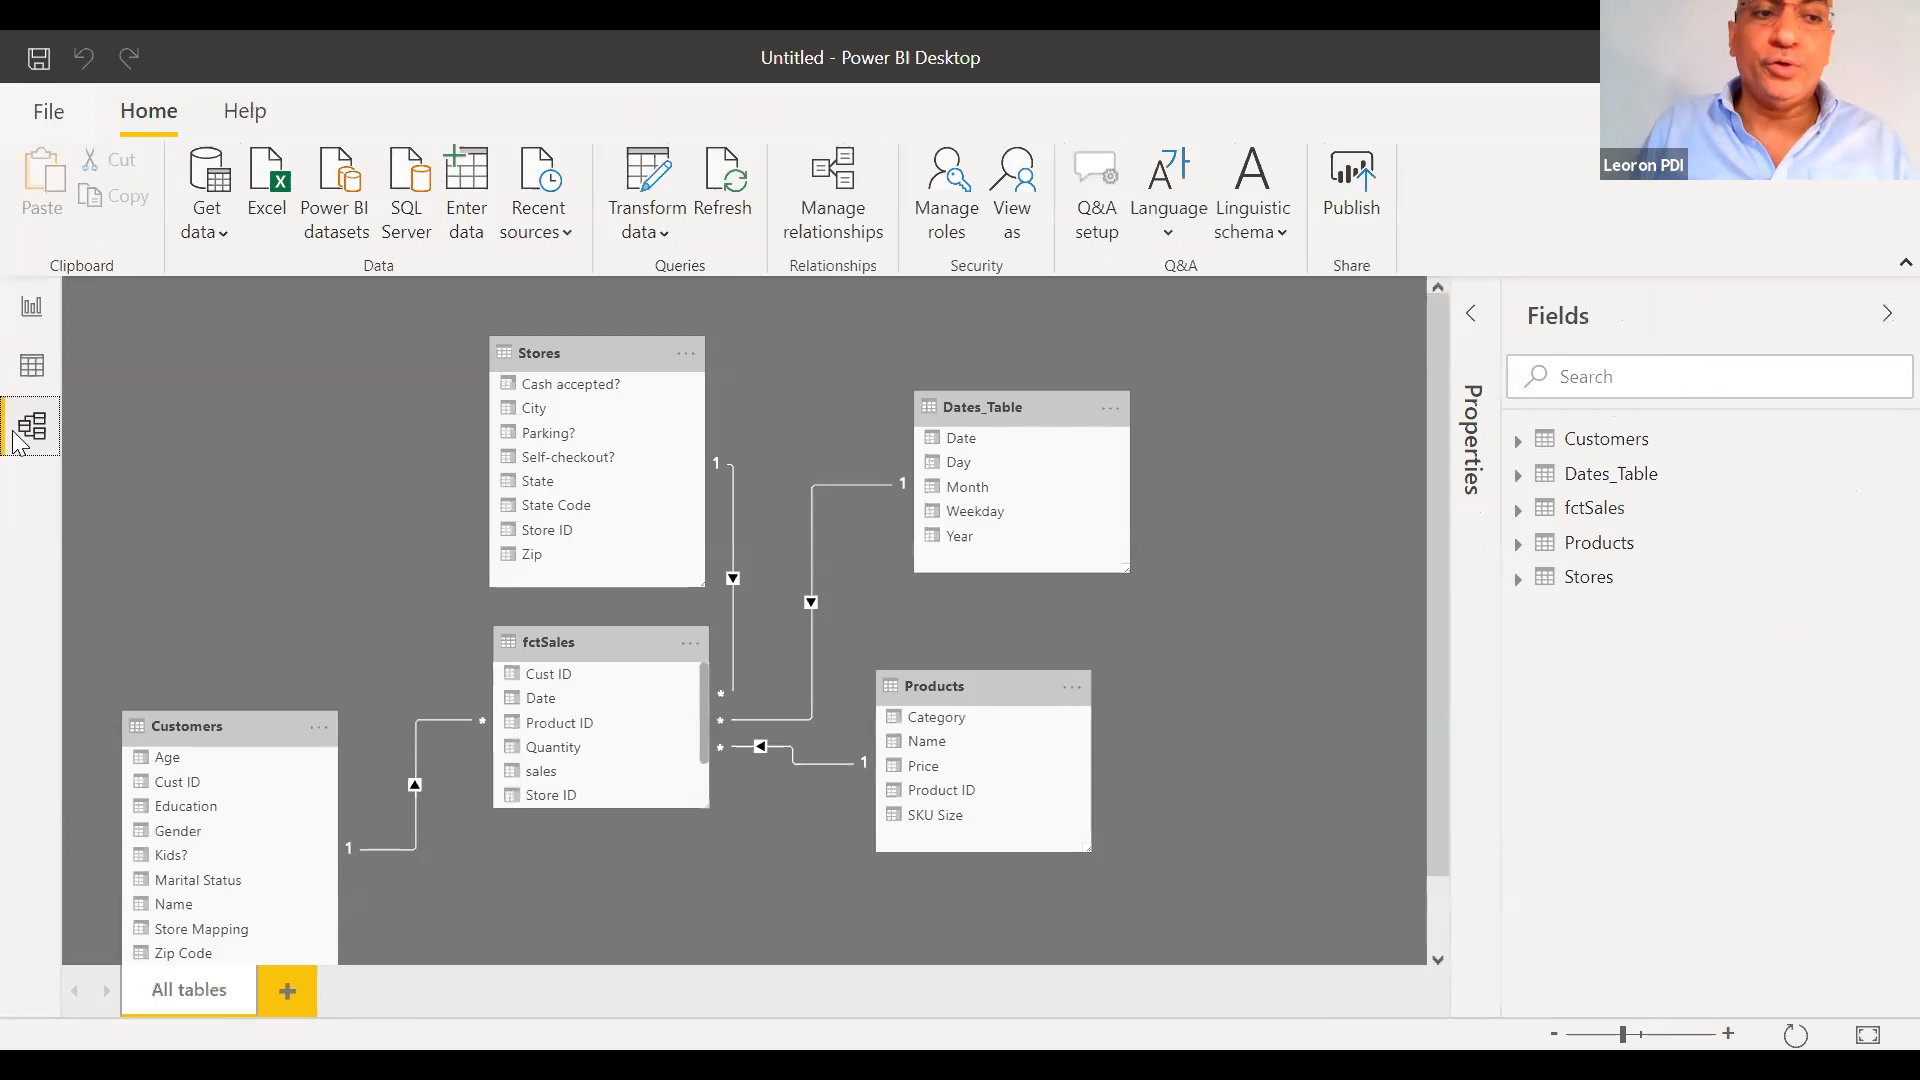 Untitled - Power BI Desktop
Leoron PDI
File
Home
Help
Paste
Cut
Copy
Clipboard
Get data
Excel
Power BI datasets
SQL Server
Enter data
Recent sources
Data
Transform data
Refresh
Queries
Manage relationships
Relationships
Manage roles
View as
Security
Q&A setup
Language
Linguistic schema
Q&A
Publish
Share
Stores
Cash accepted?
City
Parking?
Self-checkout?
State
State Code
Store ID
Zip
1
Dates_Table
Date
Day
Month
Weekday
Year
1
fctSales
Cust ID
Date
Product ID
Quantity
sales
Store ID
*
*
*
*
Products
Category
Name
Price
Product ID
SKU Size
1
Customers
Age
Cust ID
Education
Gender
Kids?
Marital Status
Name
Store Mapping
Zip Code
1
Properties
Fields
Search
Customers
Dates_Table
fctSales
Products
Stores
All tables
+
-
+